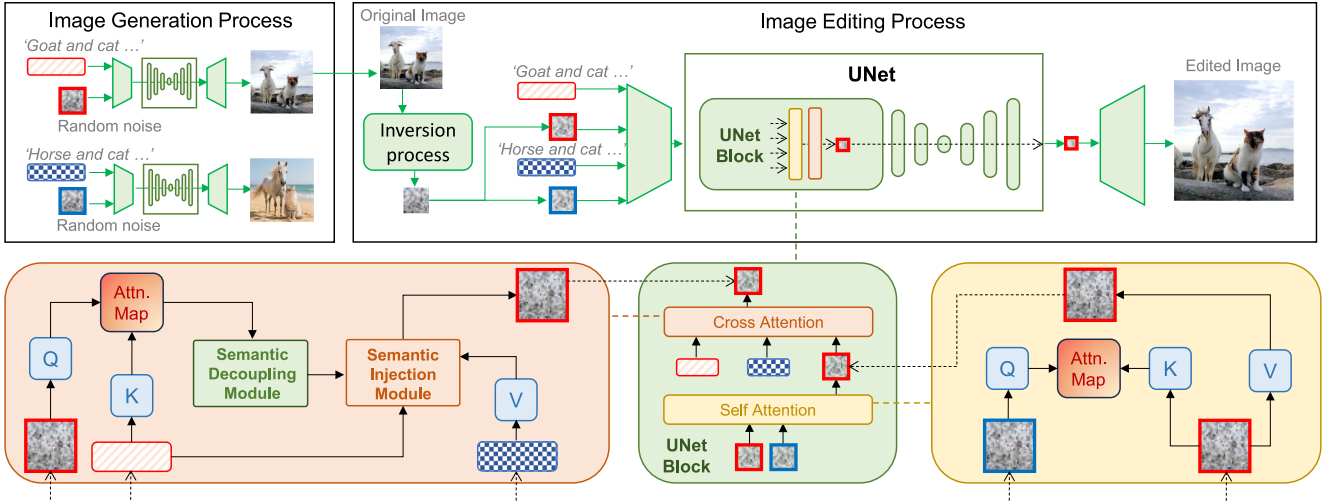 Image Generation Process
'Goat and cat ...'
Random noise
'Horse and cat ...'
Random noise
Image Editing Process
Original Image
Inversion
process
'Goat and cat ...'
'Horse and cat ...'
UNet
UNet
Block
Edited Image
Attn.
Map
Q
K
Semantic
Decoupling
Module
Semantic
Injection
Module
V
Cross Attention
Self Attention
UNet
Block
Q
Attn.
Map
K
V